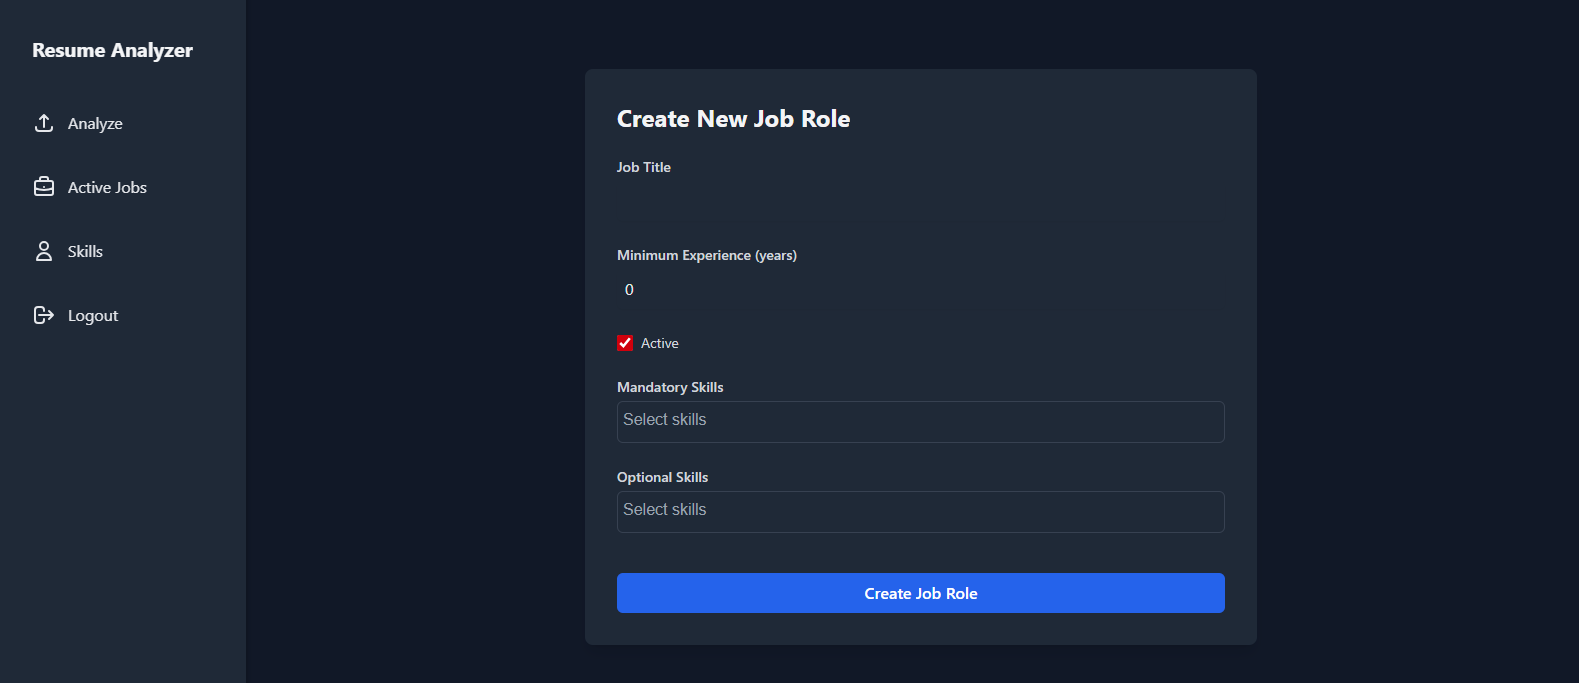 Resume Analyzer
Analyze
Active Jobs
Skills
Logout
Create New Job Role
Job Title
Minimum Experience (years)
0
Active
Mandatory Skills
Select skills
Optional Skills
Select skills
Create Job Role